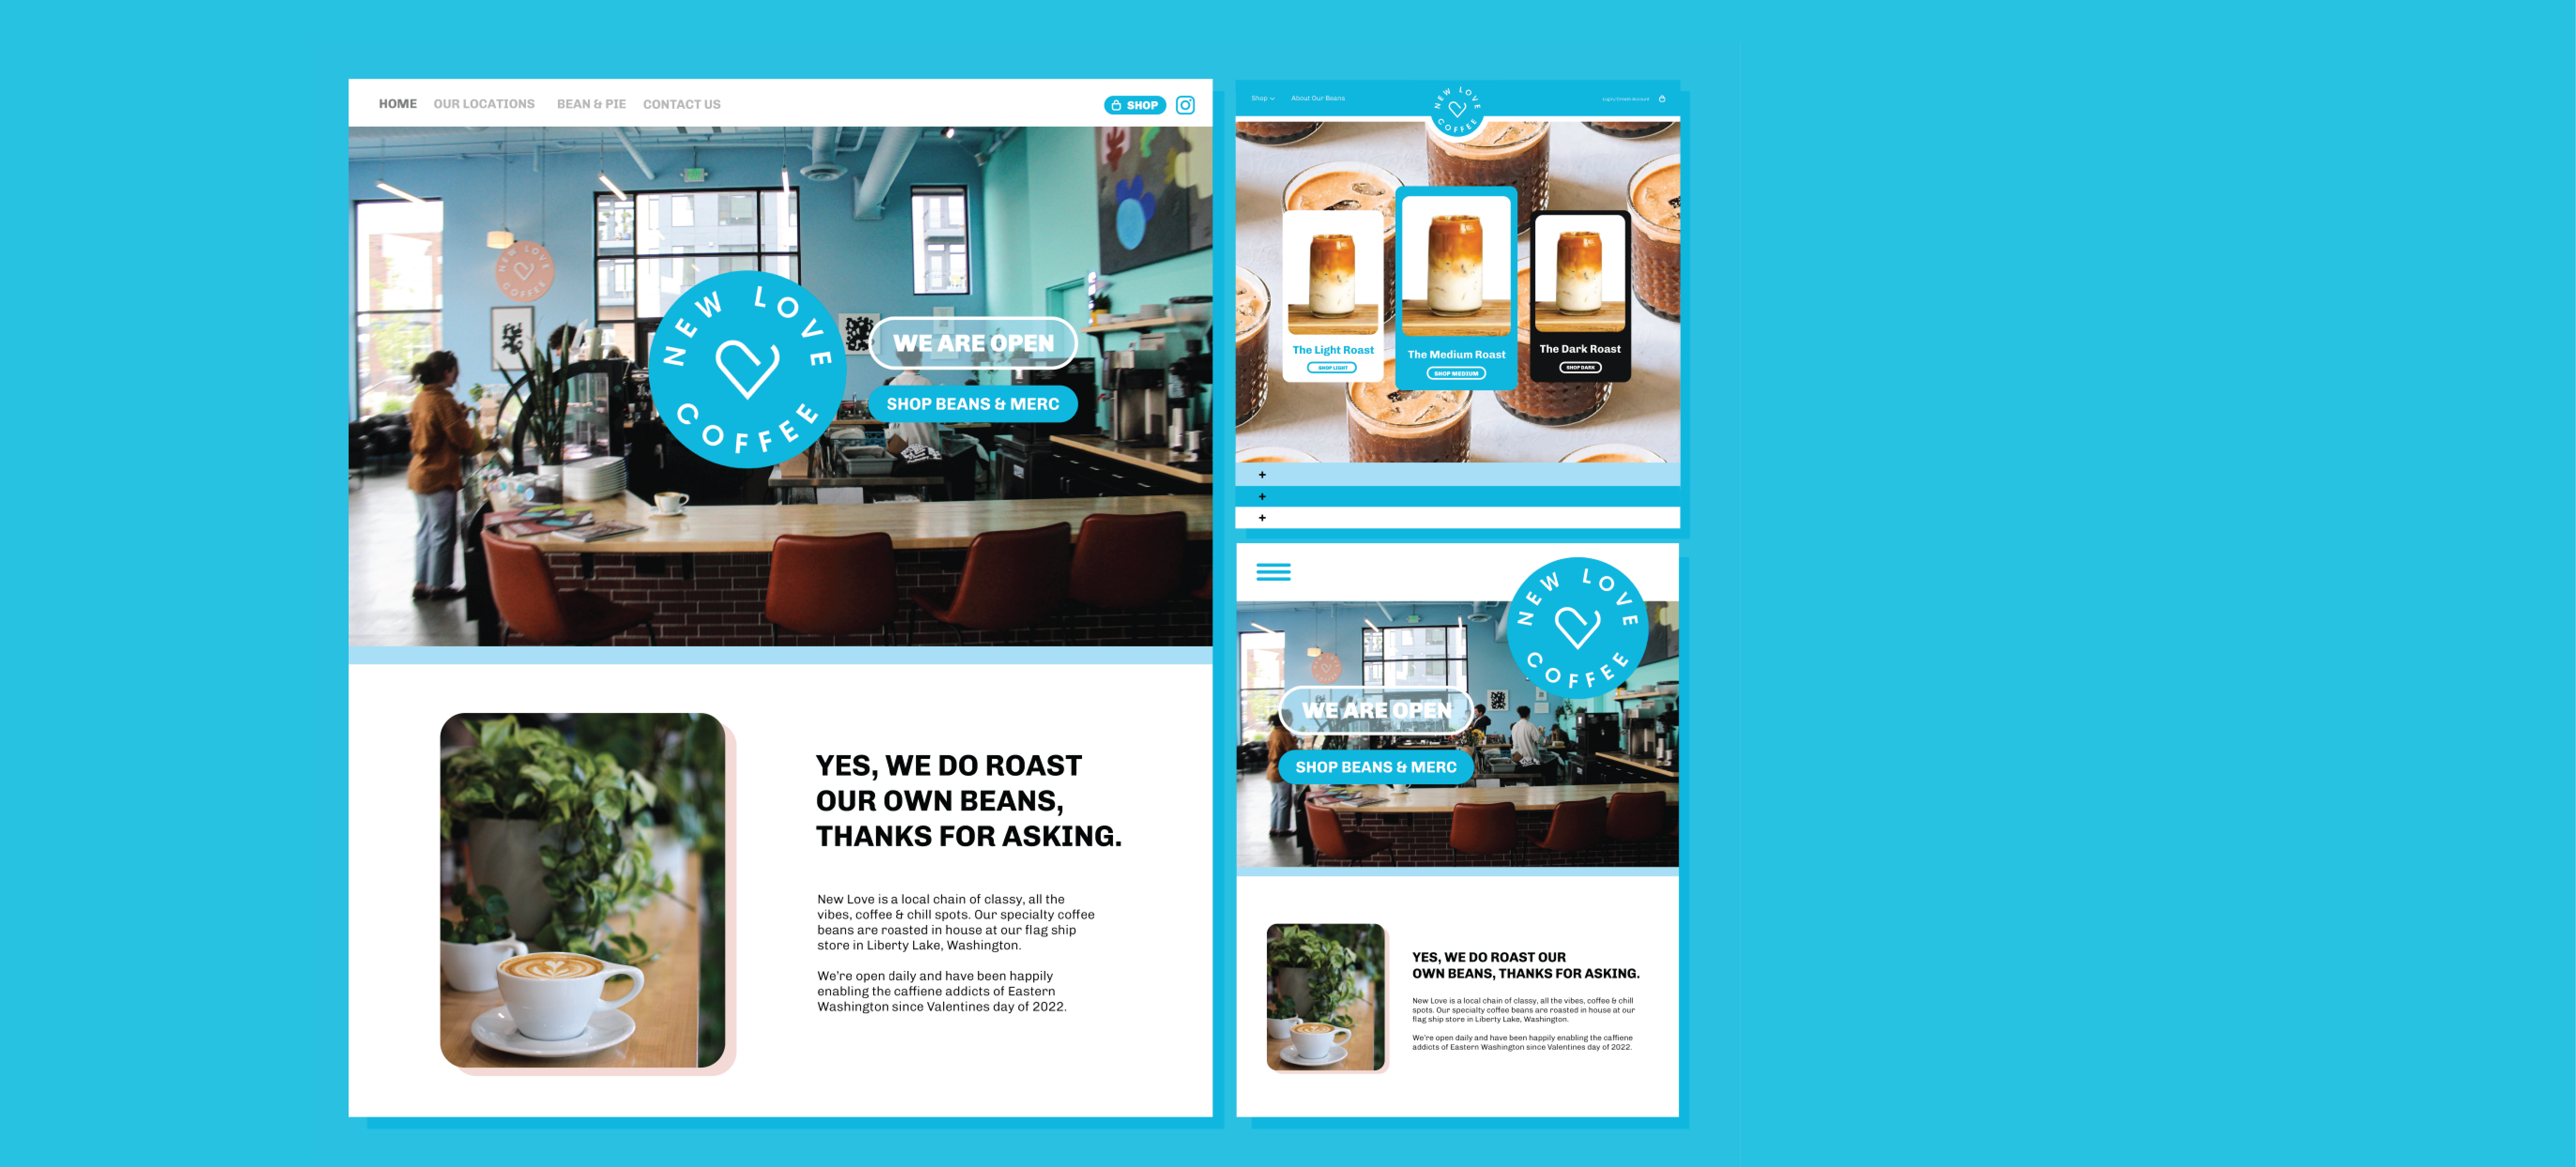 HOME OUR LOCATIONS BEAN & PIE CONTACT US SHOP
NEW LOVE
COFFEE
NEW LOVE
COFFEE
WE ARE OPEN
SHOP BEANS & MERC
YES, WE DO ROAST
OUR OWN BEANS,
THANKS FOR ASKING.
New Love is a local chain of classy, all the
vibes, coffee & chill spots. Our specialty coffee
beans are roasted in house at our flag ship
store in Liberty Lake, Washington.
We're open daily and have been happily
enabling the caffiene addicts of Eastern
Washington since Valentines day of 2022.
Shop About Our Beans
NEW LOVE
COFFEE
The Light Roast
SHOP LIGHT
The Medium Roast
SHOP MEDIUM
The Dark Roast
SHOP DARK
+
+
+
NEW LOVE
COFFEE
WE ARE OPEN
SHOP BEANS & MERC
YES, WE DO ROAST OUR
OWN BEANS, THANKS FOR ASKING.
New Love is a local chain of classy, all the vibes, coffee & chill
spots. Our specialty coffee beans are roasted in house at our
flag ship store in Liberty Lake, Washington.
We're open daily and have been happily enabling the caffiene
addicts of Eastern Washington since Valentines day of 2022.